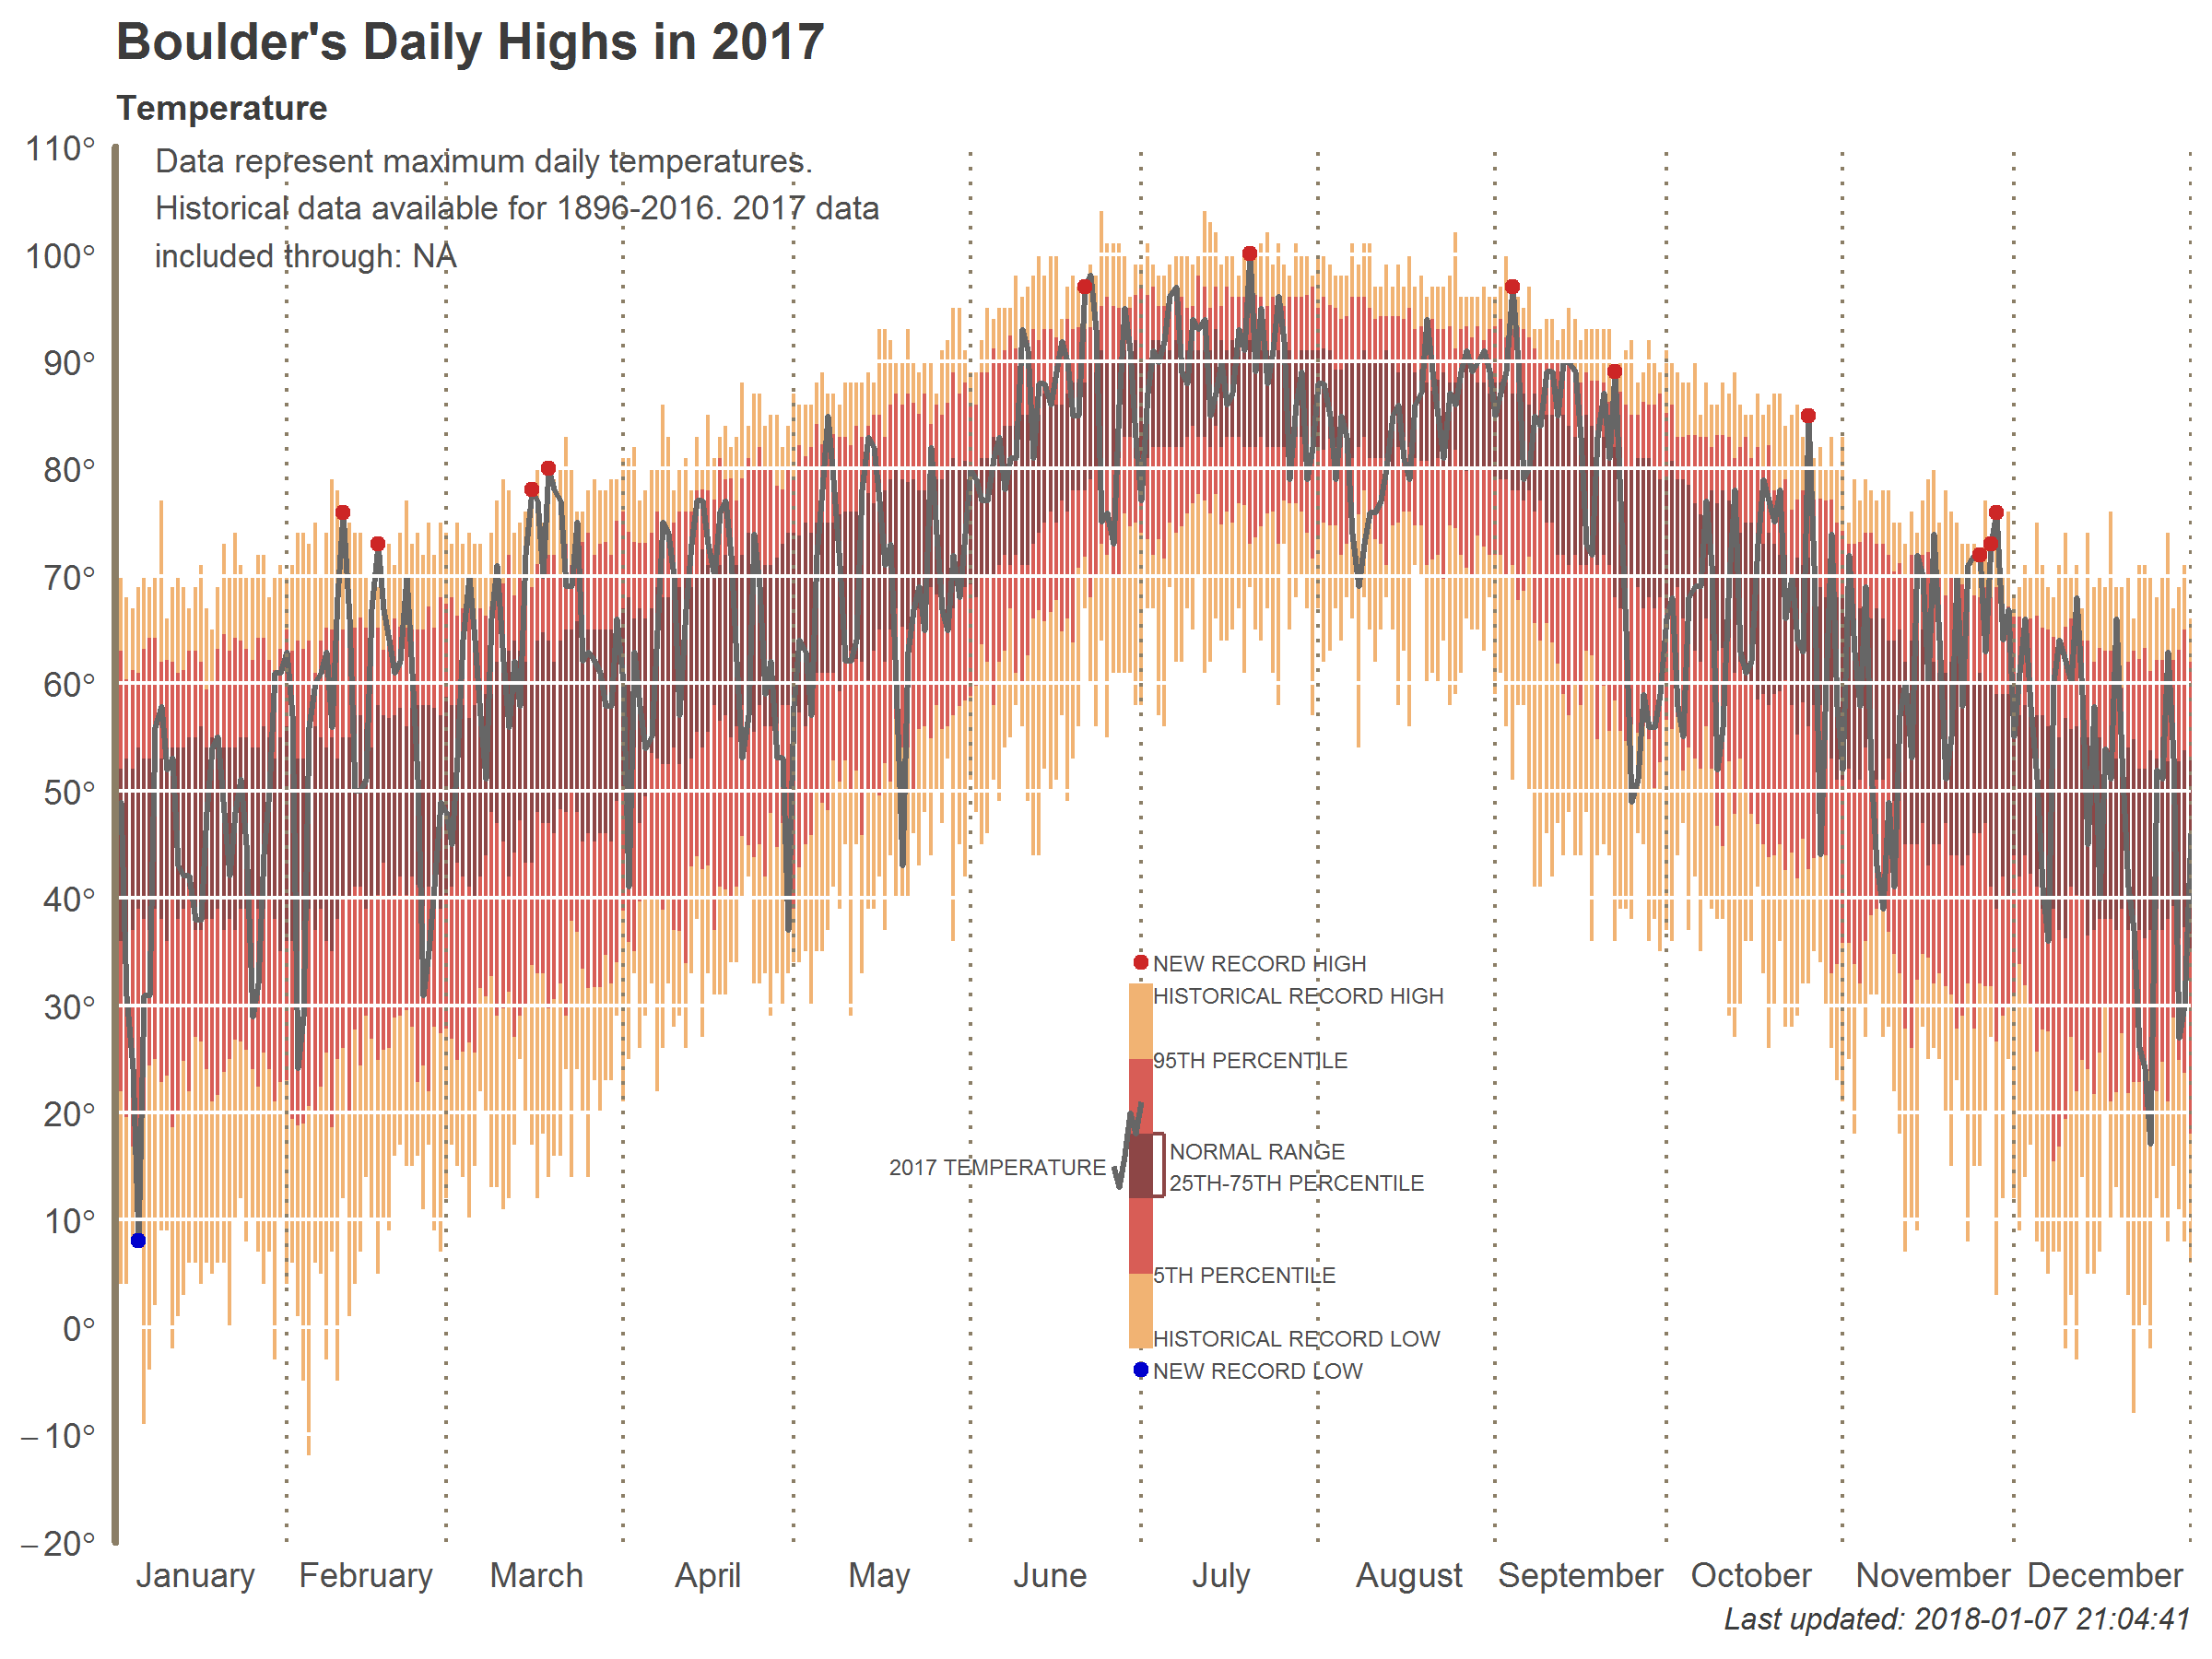 Boulder's Daily Highs in 2017
Temperature
110°
Data represent maximum daily temperatures.
Historical data available for 1896-2016. 2017 data
included through: NA
100°
90°
80°
70°
60°
50°
40°
30°
20°
10°
0°
−10°
−20°
NEW RECORD HIGH
HISTORICAL RECORD HIGH
95TH PERCENTILE
2017 TEMPERATURE
NORMAL RANGE
25TH-75TH PERCENTILE
5TH PERCENTILE
HISTORICAL RECORD LOW
NEW RECORD LOW
January February March April May June July August September October November December
Last updated: 2018-01-07 21:04:41